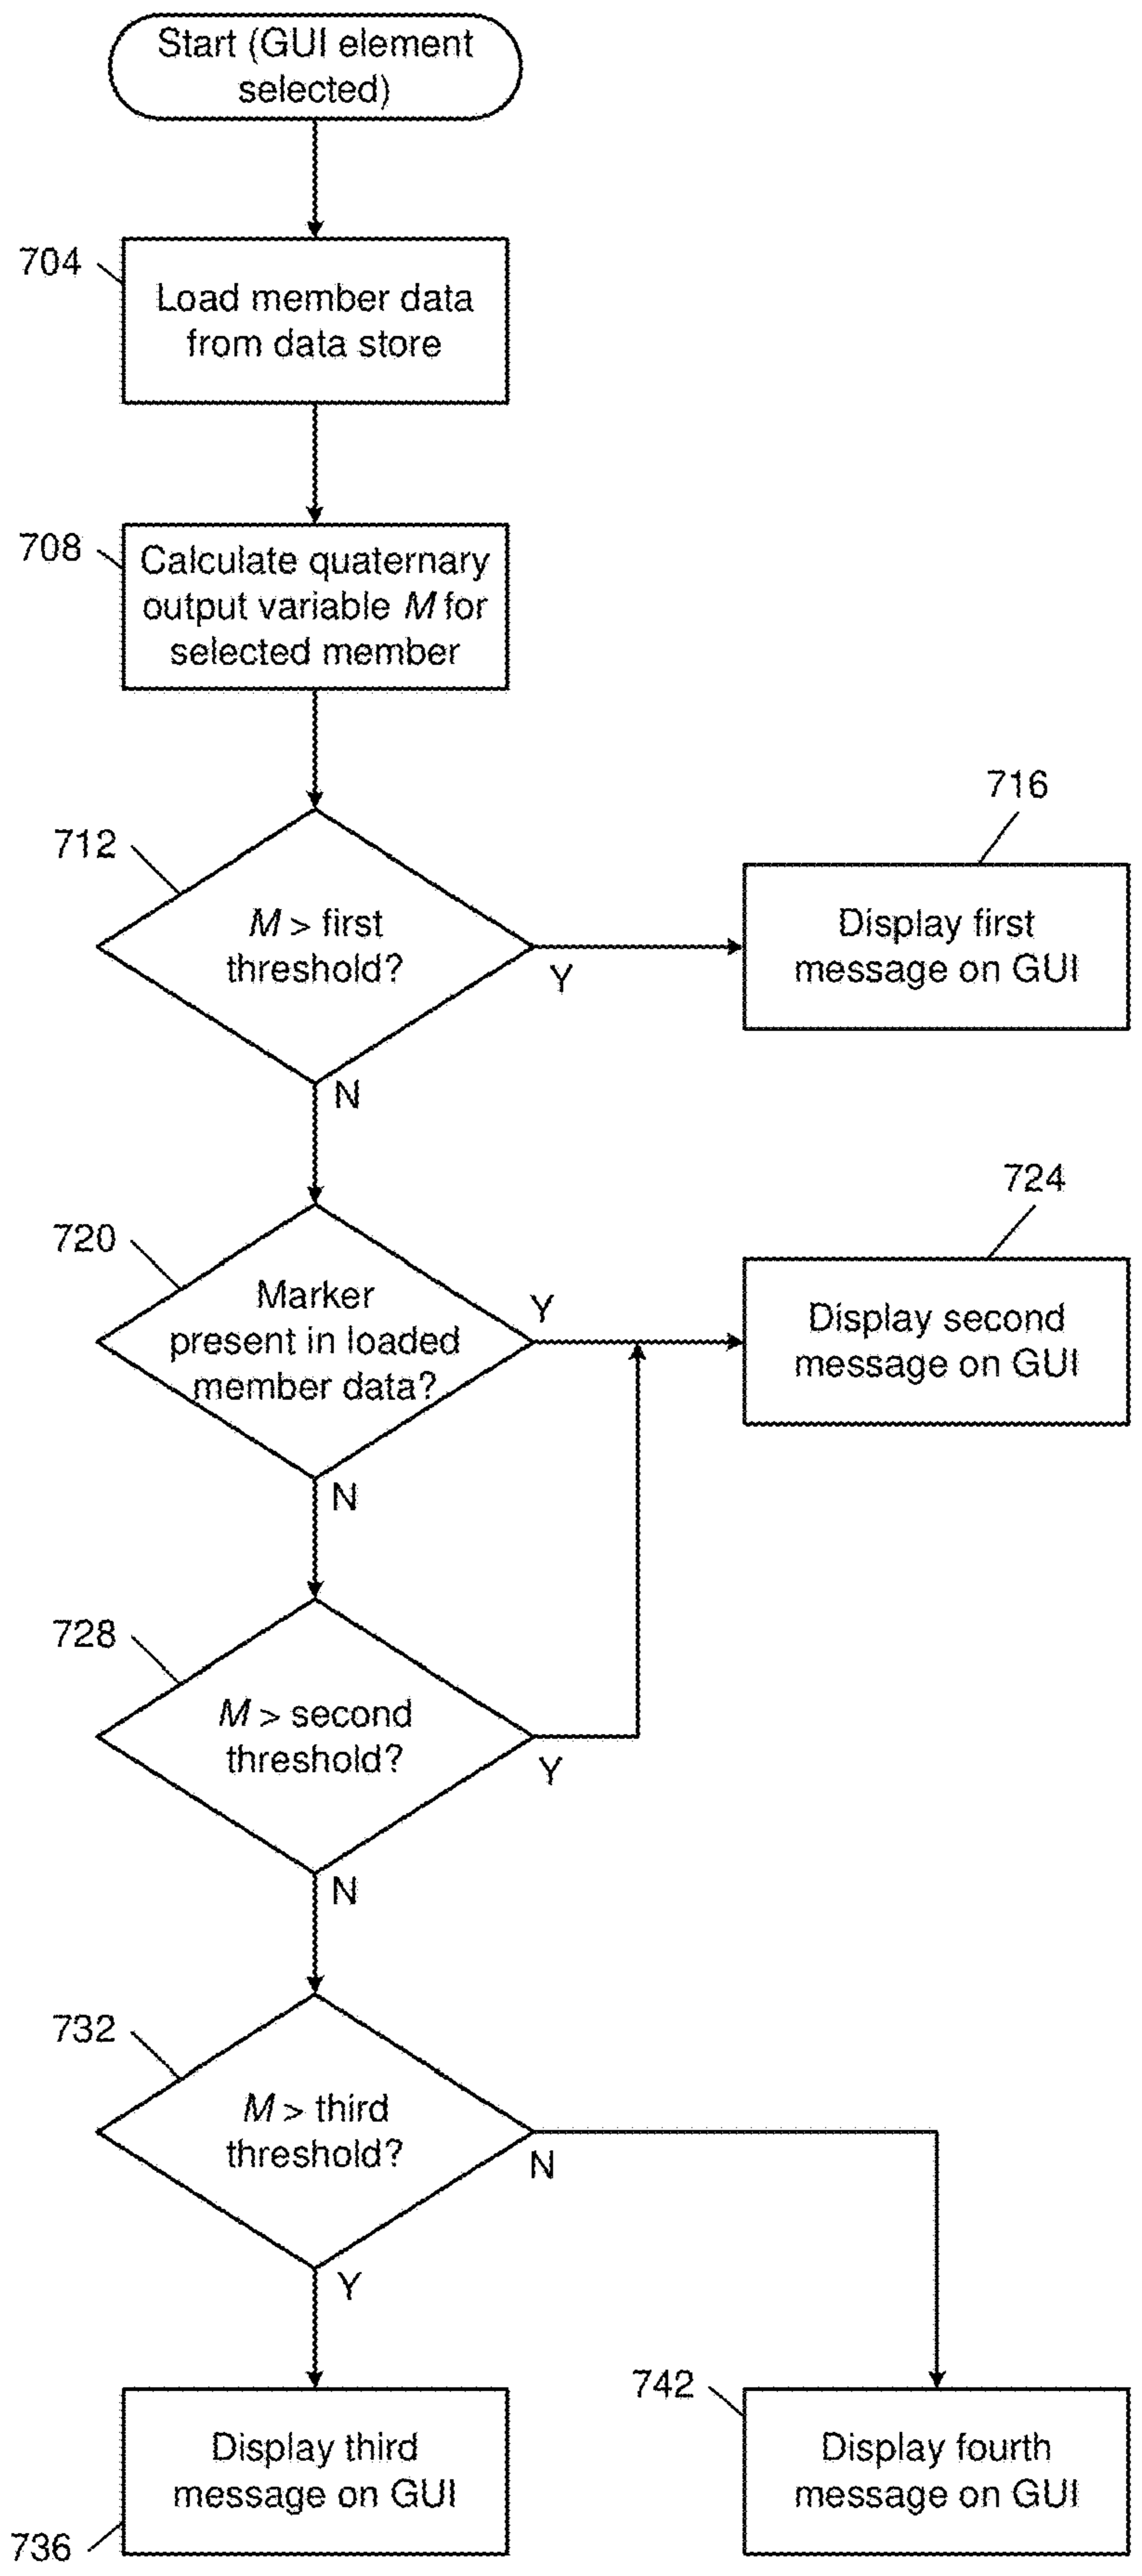 Start (GUI element
selected)
704
Load member data
from data store
708
Calculate quaternary
output variable M for
selected member
712
M > first
threshold?
Y
N
716
Display first
message on GUI
720
Marker
present in loaded
member data?
Y
N
724
Display second
message on GUI
728
M > second
threshold?
Y
N
732
M > third
threshold?
N
Y
736
Display third
message on GUI
742
Display fourth
message on GUI